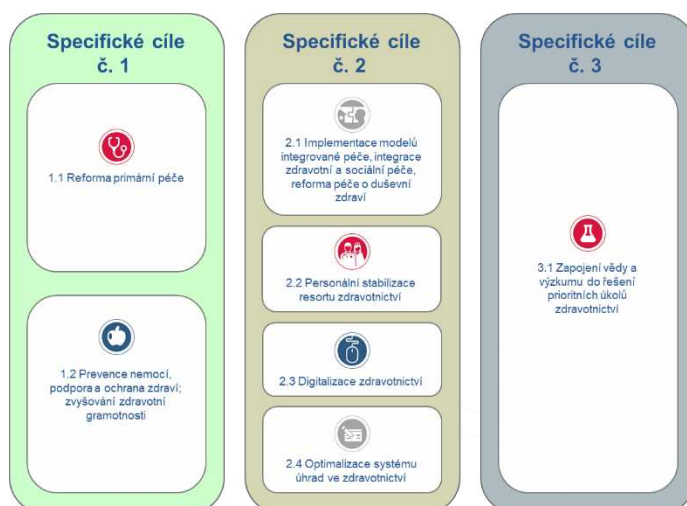 Specifické cíle
č. 1
1.1 Reforma primární péče
1.2 Prevence nemocí,
podpora a ochrana zdraví;
zvyšování zdravotní
gramotnosti
Specifické cíle
č. 2
2.1 Implementace modelů
integrované péče, integrace
zdravotní a sociální péče,
reforma péče o duševní
zdraví
2.2 Personální stabilizace
resortu zdravotnictví
2.3 Digitalizace zdravotnictví
2.4 Optimalizace systému
úhrad ve zdravotnictví
Specifické cíle
č. 3
3.1 Zapojení vědy a
výzkumu do řešení
prioritních úkolů
zdravotnictví